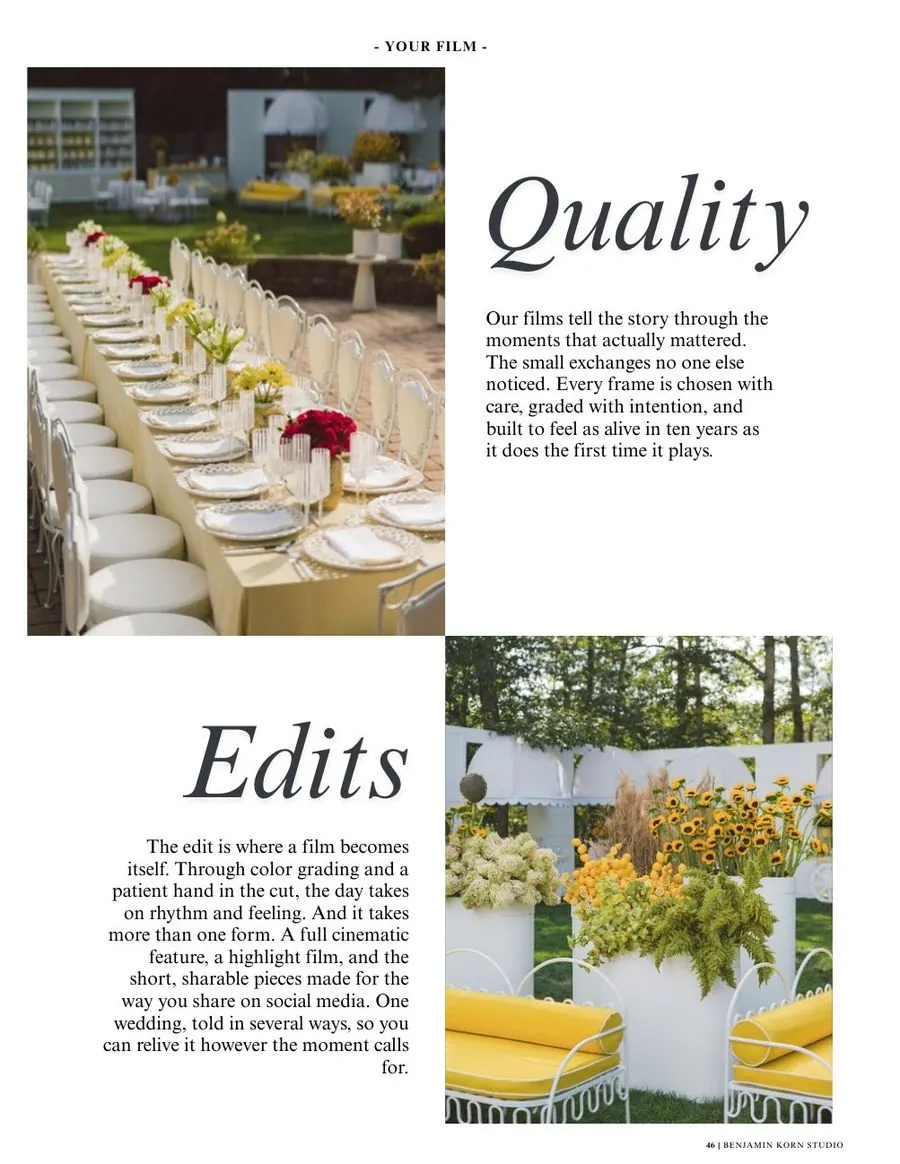 - YOUR FILM -
Quality
Our films tell the story through the
moments that actually mattered.
The small exchanges no one else
noticed. Every frame is chosen with
care, graded with intention, and
built to feel as alive in ten years as
it does the first time it plays.
Edits
The edit is where a film becomes
itself. Through color grading and a
patient hand in the cut, the day takes
on rhythm and feeling. And it takes
more than one form. A full cinematic
feature, a highlight film, and the
short, sharable pieces made for the
way you share on social media. One
wedding, told in several ways, so you
can relive it however the moment calls
for.
46 | BENJAMIN KORN STUDIO